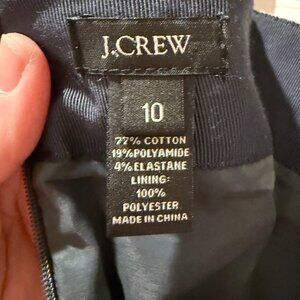 J.CREW
10
77% COTTON
19%POLYAMIDE
4%ELASTANE
LINING:
100%
POLYESTER
MADE IN CHINA